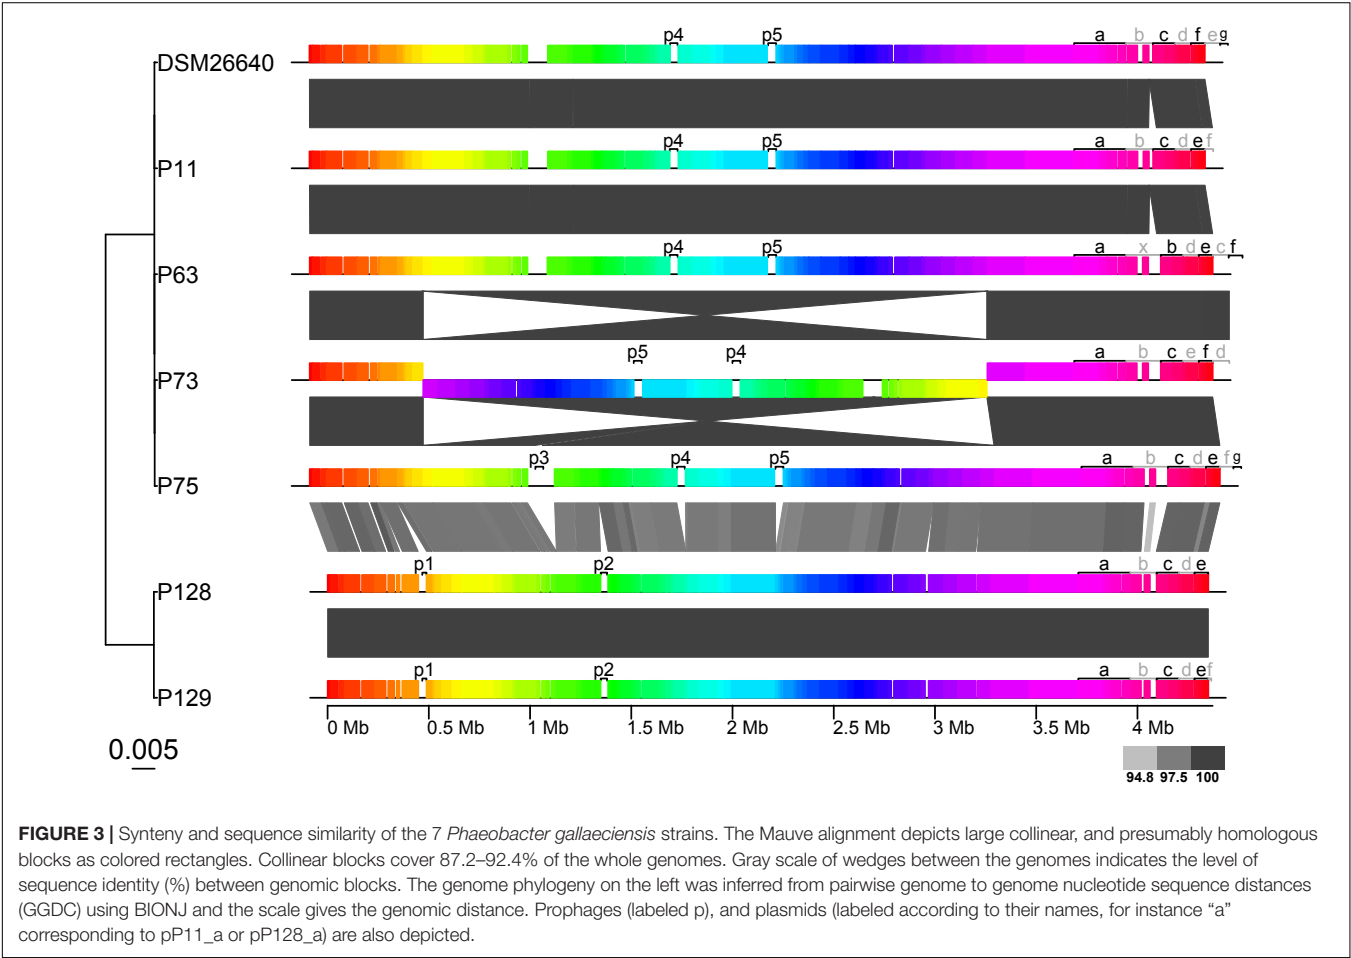 p4 p5 a b c d f e g
DSM26640
p4 p5 a b c d e f
P11
p4 p5 a x b d e c f
P63
p5 p4 a b c e f d
P73
p3 p4 p5 a b c d e f g
P75
p1 p2 a b c d e
P128
p1 p2 a b c d e f
P129
0 Mb 0.5 Mb 1 Mb 1.5 Mb 2 Mb 2.5 Mb 3 Mb 3.5 Mb 4 Mb
0.005
94.8 97.5 100
FIGURE 3 | Synteny and sequence similarity of the 7 Phaeobacter gallaeciensis strains. The Mauve alignment depicts large collinear, and presumably homologous
blocks as colored rectangles. Collinear blocks cover 87.2–92.4% of the whole genomes. Gray scale of wedges between the genomes indicates the level of
sequence identity (%) between genomic blocks. The genome phylogeny on the left was inferred from pairwise genome to genome nucleotide sequence distances
(GGDC) using BIONJ and the scale gives the genomic distance. Prophages (labeled p), and plasmids (labeled according to their names, for instance “a”
corresponding to pP11_a or pP128_a) are also depicted.